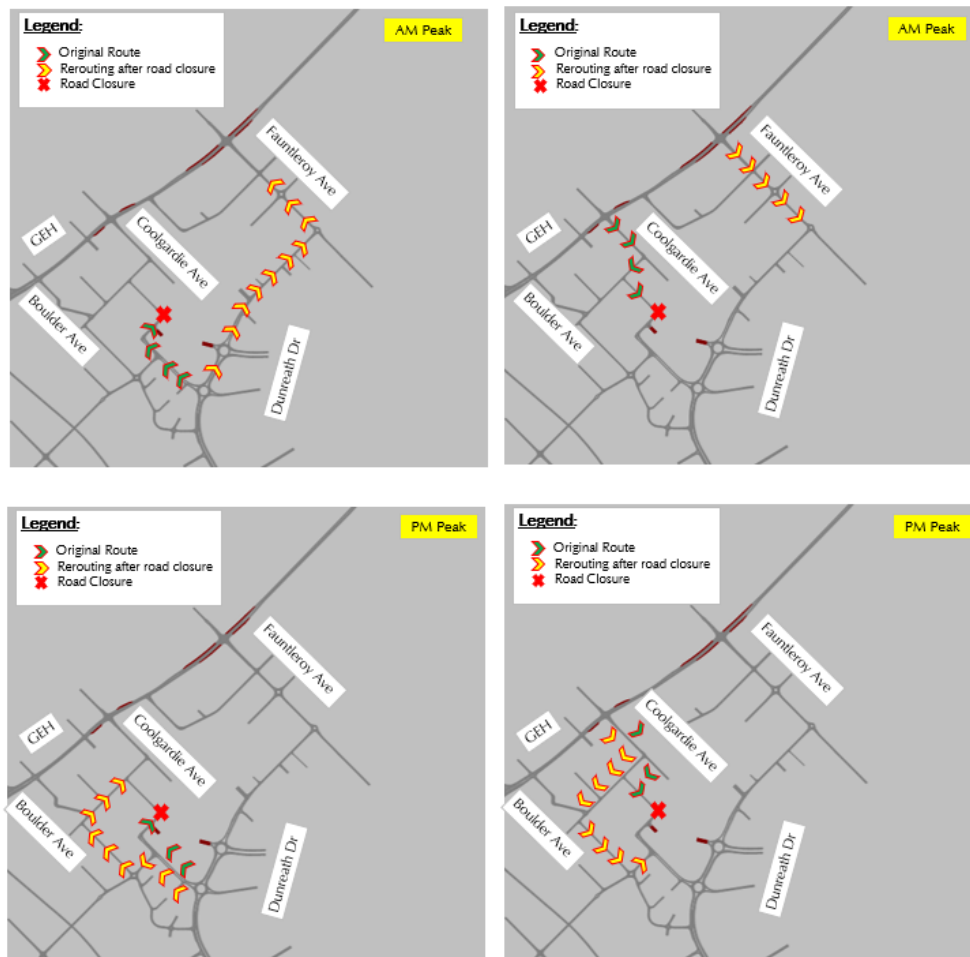 Legend:
AM Peak
Original Route
Rerouting after road closure
Road Closure
Fauntleroy Ave
GEH
Coolgardie Ave
Boulder Ave
Dunreath Dr
Legend:
AM Peak
Original Route
Rerouting after road closure
Road Closure
Fauntleroy Ave
GEH
Coolgardie Ave
Boulder Ave
Dunreath Dr
Legend:
PM Peak
Original Route
Rerouting after road closure
Road Closure
Fauntleroy Ave
GEH
Coolgardie Ave
Boulder Ave
Dunreath Dr
Legend:
PM Peak
Original Route
Rerouting after road closure
Road Closure
Fauntleroy Ave
GEH
Coolgardie Ave
Boulder Ave
Dunreath Dr